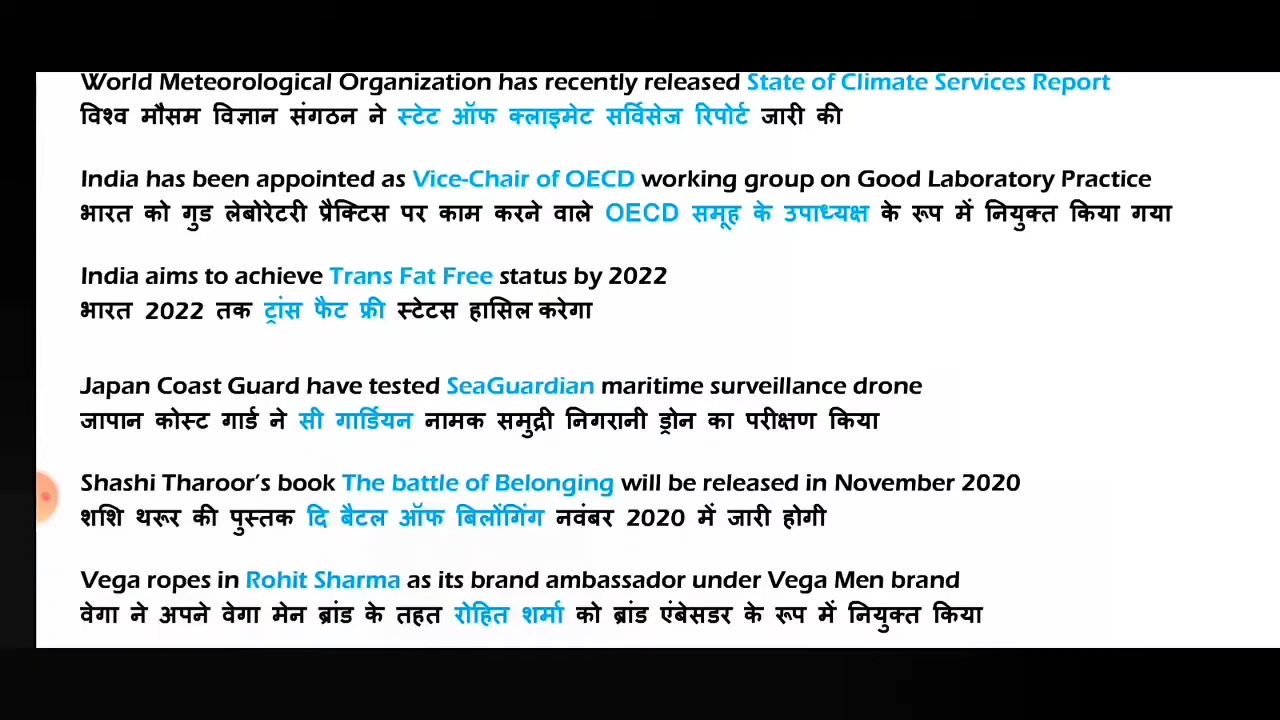 World Meteorological Organization has recently released State of Climate Services Report
विश्व मौसम विज्ञान संगठन ने स्टेट ऑफ क्लाइमेट सर्विसेज रिपोर्ट जारी की
India has been appointed as Vice-Chair of OECD working group on Good Laboratory Practice
भारत को गुड लेबोरेटरी प्रैक्टिस पर काम करने वाले OECD समूह के उपाध्यक्ष के रूप में नियुक्त किया गया
India aims to achieve Trans Fat Free status by 2022
भारत 2022 तक ट्रांस फैट फ्री स्टेटस हासिल करेगा
Japan Coast Guard have tested SeaGuardian maritime surveillance drone
जापान कोस्ट गार्ड ने सी गार्डियन नामक समुद्री निगरानी ड्रोन का परीक्षण किया
Shashi Tharoor's book The battle of Belonging will be released in November 2020
शशि थरूर की पुस्तक दि बैटल ऑफ बिलोंगिंग नवंबर 2020 में जारी होगी
Vega ropes in Rohit Sharma as its brand ambassador under Vega Men brand
वेगा ने अपने वेगा मेन ब्रांड के तहत रोहित शर्मा को ब्रांड एंबेसडर के रूप में नियुक्त किया